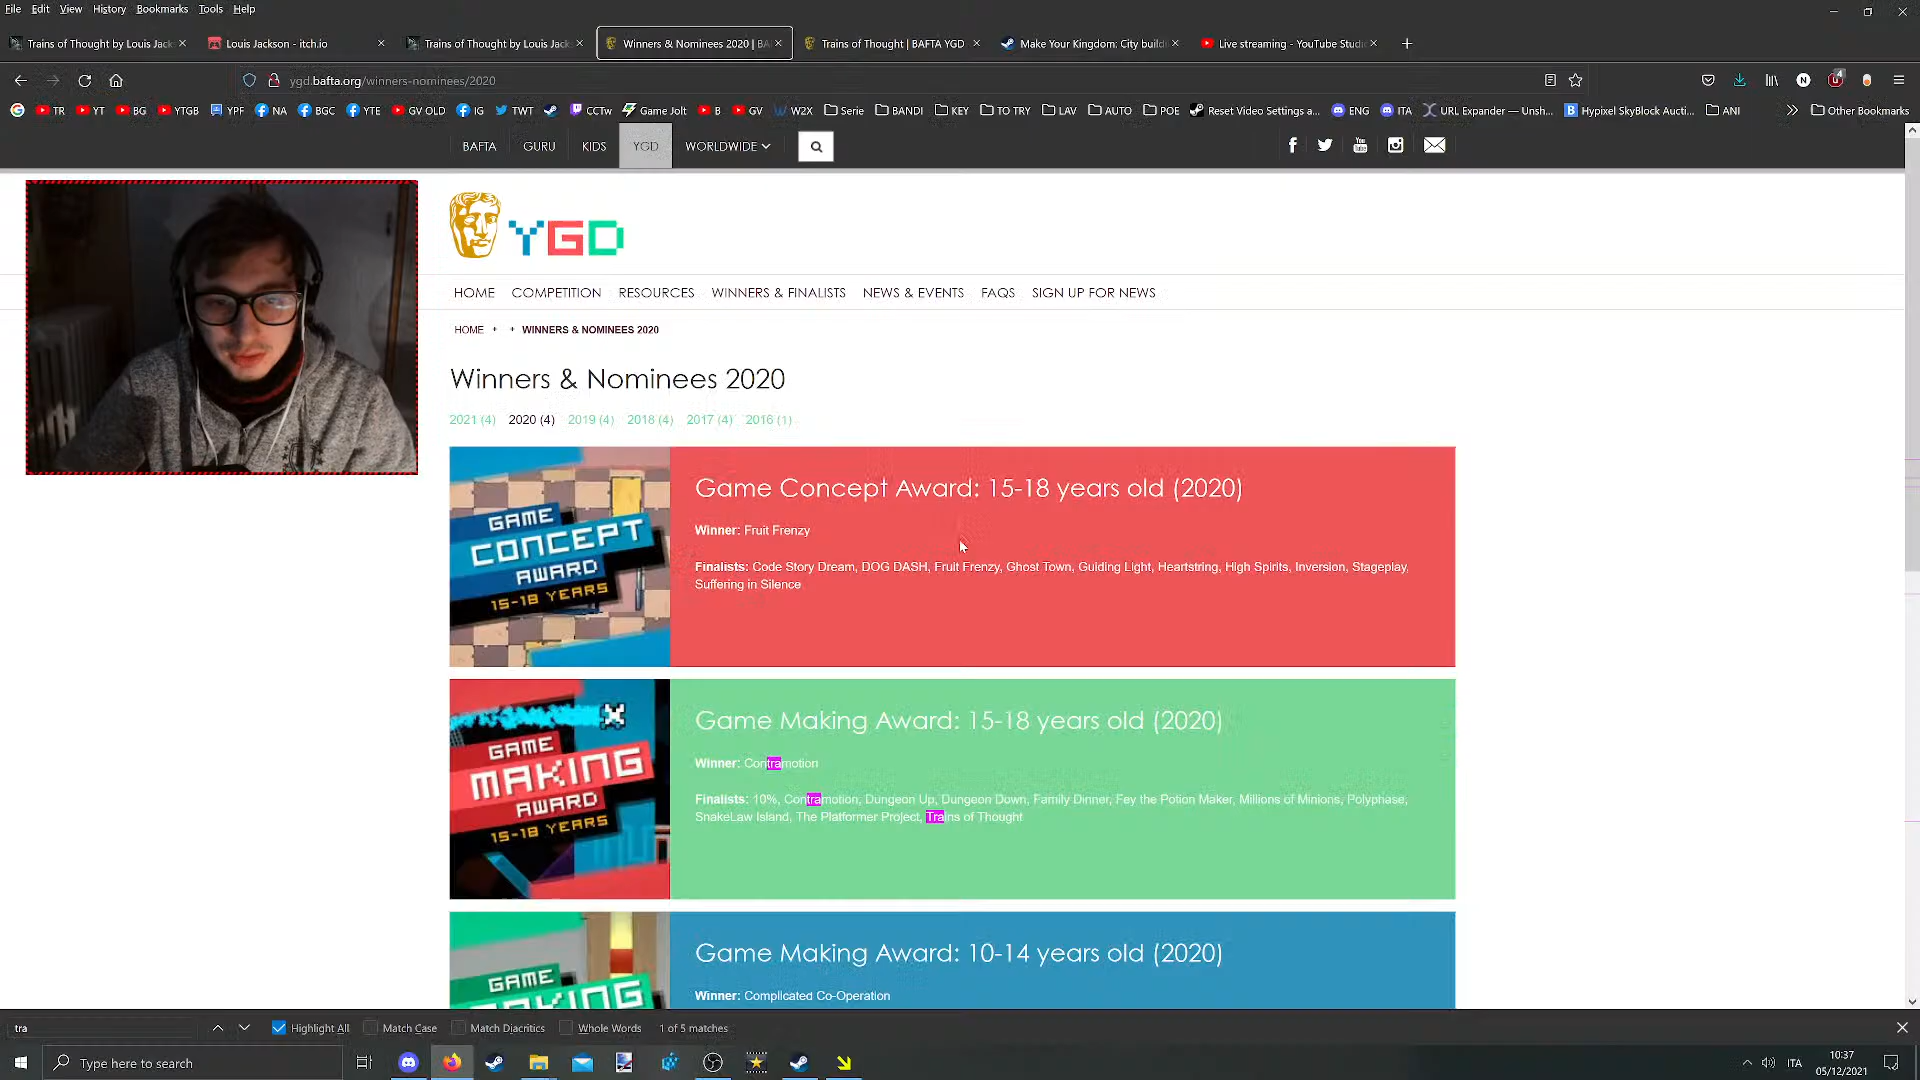 File Edit View History Bookmarks Tools Help
Trains of Thought by Louis Jack
Louis Jackson - itch.io
Trains of Thought by Louis Jack
Winners & Nominees 2020 | BA
Trains of Thought | BAFTA YGD
Make Your Kingdom: City build
Live streaming - YouTube Studi
ygd.bafta.org/winners-nominees/2020
TR YT BG YTGB YPF NA BGC YTE GV OLD IG TWT CCTw Game Jolt B GV W2X Serie BANDI KEY TO TRY LAV AUTO POE Reset Video Settings a... ENG ITA URL Expander — Unsh... Hypixel SkyBlock Aucti... ANI Other Bookmarks
BAFTA GURU KIDS YGD WORLDWIDE
YGD
HOME COMPETITION RESOURCES WINNERS & FINALISTS NEWS & EVENTS FAQS SIGN UP FOR NEWS
HOME WINNERS & NOMINEES 2020
Winners & Nominees 2020
2021 (4) 2020 (4) 2019 (4) 2018 (4) 2017 (4) 2016 (1)
GAME
CONCEPT
AWARD
15-18 YEARS
Game Concept Award: 15-18 years old (2020)
Winner: Fruit Frenzy
Finalists: Code Story Dream, DOG DASH, Fruit Frenzy, Ghost Town, Guiding Light, Heartstring, High Spirits, Inversion, Stageplay,
Suffering in Silence
GAME
MAKING
AWARD
15-18 YEARS
Game Making Award: 15-18 years old (2020)
Winner: Contramotion
Finalists: 10%, Contramotion, Dungeon Up, Dungeon Down, Family Dinner, Fey the Potion Maker, Millions of Minions, Polyphase,
SnakeLaw Island, The Platformer Project, Trains of Thought
GAME
MAKING
Game Making Award: 10-14 years old (2020)
Winner: Complicated Co-Operation
tra
Highlight All Match Case Match Diacritics Whole Words 1 of 5 matches
Type here to search
ITA
10:37
05/12/2021